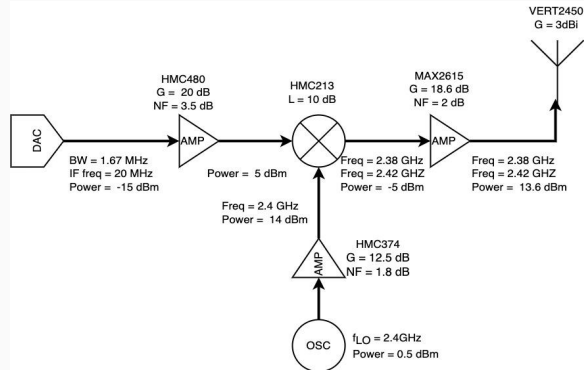 VERT2450
G = 3dBi
HMC480
G = 20 dB
NF = 3.5 dB
HMC213
L = 10 dB
MAX2615
G = 18.6 dB
NF = 2 dB
DAC
AMP
AMP
BW = 1.67 MHz
IF freq = 20 MHz
Power = -15 dBm
Power = 5 dBm
Freq = 2.38 GHz
Freq = 2.42 GHZ
Power = -5 dBm
Freq = 2.38 GHz
Freq = 2.42 GHZ
Power = 13.6 dBm
Freq = 2.4 GHz
Power = 14 dBm
HMC374
G = 12.5 dB
NF = 1.8 dB
AMP
OSC
fLO = 2.4GHz
Power = 0.5 dBm